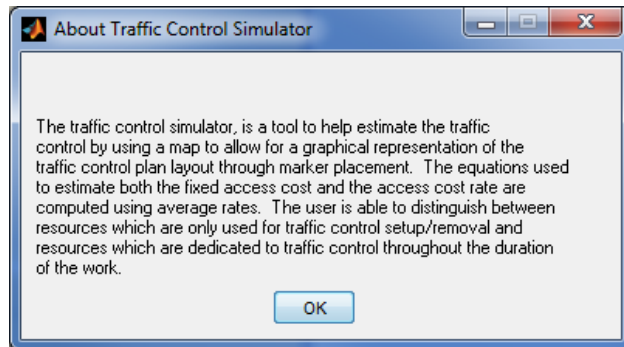 About Traffic Control Simulator
The traffic control simulator, is a tool to help estimate the traffic
control by using a map to allow for a graphical representation of the
traffic control plan layout through marker placement.  The equations used
to estimate both the fixed access cost and the access cost rate are
computed using average rates.  The user is able to distinguish between
resources which are only used for traffic control setup/removal and
resources which are dedicated to traffic control throughout the duration
of the work.
OK